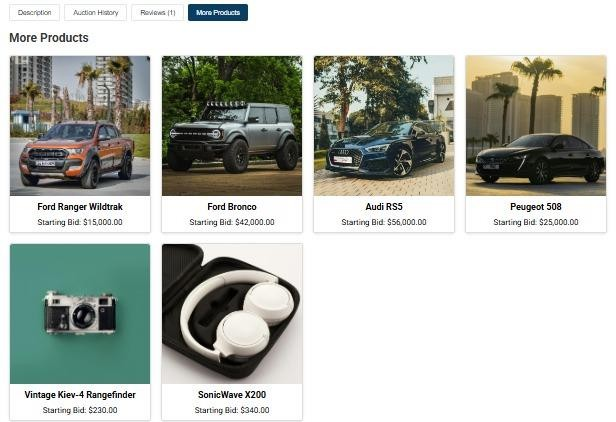 Description
Auction History
Reviews (1)
More Products
More Products
Ford Ranger Wildtrak
Starting Bid: $15,000.00
Ford Bronco
Starting Bid: $42,000.00
Audi RS5
Starting Bid: $56,000.00
Peugeot 508
Starting Bid: $25,000.00
Vintage Kiev-4 Rangefinder
Starting Bid: $230.00
SonicWave X200
Starting Bid: $340.00